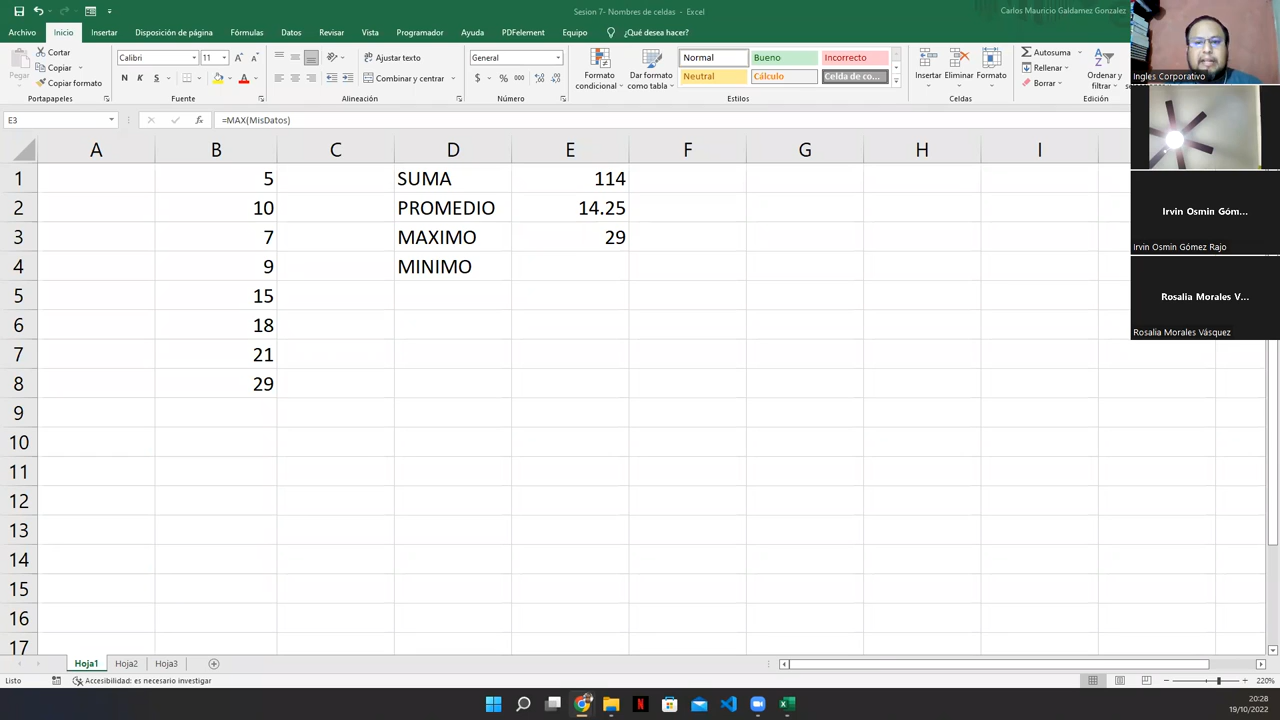 Sesion 7- Nombres de celdas - Excel
Carlos Mauricio Galdamez Gonzalez
Archivo Inicio Insertar Disposición de página Fórmulas Datos Revisar Vista Programador Ayuda PDFelement Equipo ¿Qué desea hacer?
Pegar
Cortar
Copiar
Copiar formato
Portapapeles
Calibri 11
N K S
Fuente
Ajustar texto
Combinar y centrar
Alineación
General
$ % 000
Número
Formato condicional
Dar formato como tabla
Normal Bueno Incorrecto
Neutral Cálculo Celda de co...
Estilos
Insertar Eliminar Formato
Celdas
Autosuma
Rellenar
Borrar
Ordenar y filtrar
Edición
Ingles Corporativo
Irvin Osmin Góm...
Irvin Osmin Gómez Rajo
Rosalia Morales V...
Rosalia Morales Vásquez
E3 fx =MAX(MisDatos)
A B C D E F G H I
1 5 SUMA 114
2 10 PROMEDIO 14.25
3 7 MAXIMO 29
4 9 MINIMO
5 15
6 18
7 21
8 29
9
10
11
12
13
14
15
16
17
Hoja1 Hoja2 Hoja3
Listo Accesibilidad: es necesario investigar 220%
20:28
19/10/2022